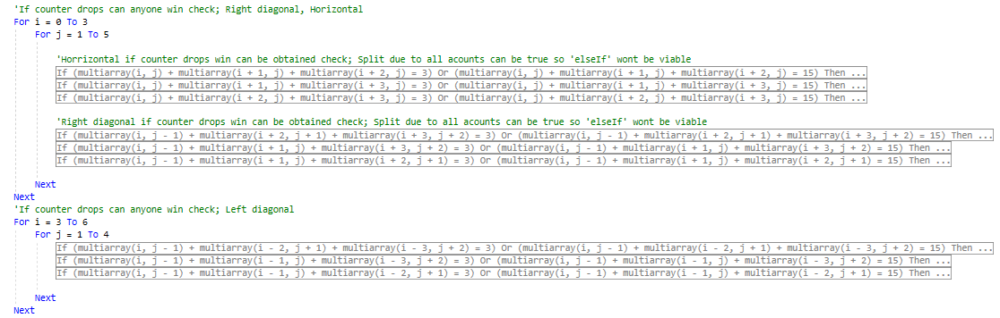 'If counter drops can anyone win check; Right diagonal, Horizontal
For i = 0 To 3
For j = 1 To 5
'Horrizontal if counter drops win can be obtained check; Split due to all acounts can be true so 'elseIf' wont be viable
If (multiarray(i, j) + multiarray(i + 1, j) + multiarray(i + 2, j) = 3) Or (multiarray(i, j) + multiarray(i + 1, j) + multiarray(i + 2, j) = 15) Then ...
If (multiarray(i, j) + multiarray(i + 1, j) + multiarray(i + 3, j) = 3) Or (multiarray(i, j) + multiarray(i + 1, j) + multiarray(i + 3, j) = 15) Then ...
If (multiarray(i, j) + multiarray(i + 2, j) + multiarray(i + 3, j) = 3) Or (multiarray(i, j) + multiarray(i + 2, j) + multiarray(i + 3, j) = 15) Then ...
'Right diagonal if counter drops win can be obtained check; Split due to all acounts can be true so 'elseIf' wont be viable
If (multiarray(i, j - 1) + multiarray(i + 2, j + 1) + multiarray(i + 3, j + 2) = 3) Or (multiarray(i, j - 1) + multiarray(i + 2, j + 1) + multiarray(i + 3, j + 2) = 15) Then ...
If (multiarray(i, j - 1) + multiarray(i + 1, j) + multiarray(i + 3, j + 2) = 3) Or (multiarray(i, j - 1) + multiarray(i + 1, j) + multiarray(i + 3, j + 2) = 15) Then ...
If (multiarray(i, j - 1) + multiarray(i + 1, j) + multiarray(i + 2, j + 1) = 3) Or (multiarray(i, j - 1) + multiarray(i + 1, j) + multiarray(i + 2, j + 1) = 15) Then ...
Next
Next
'If counter drops can anyone win check; Left diagonal
For i = 3 To 6
For j = 1 To 4
If (multiarray(i, j - 1) + multiarray(i - 2, j + 1) + multiarray(i - 3, j + 2) = 3) Or (multiarray(i, j - 1) + multiarray(i - 2, j + 1) + multiarray(i - 3, j + 2) = 15) Then ...
If (multiarray(i, j - 1) + multiarray(i - 1, j) + multiarray(i - 3, j + 2) = 3) Or (multiarray(i, j - 1) + multiarray(i - 1, j) + multiarray(i - 3, j + 2) = 15) Then ...
If (multiarray(i, j - 1) + multiarray(i - 1, j) + multiarray(i - 2, j + 1) = 3) Or (multiarray(i, j - 1) + multiarray(i - 1, j) + multiarray(i - 2, j + 1) = 15) Then ...
Next
Next